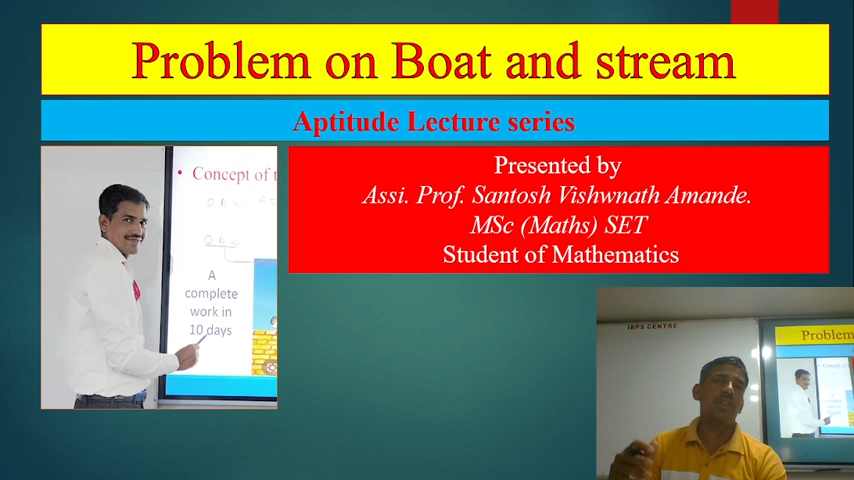 Problem on Boat and stream
Aptitude Lecture series
Presented by
Assi. Prof. Santosh Vishwnath Amande.
MSc (Maths) SET
Student of Mathematics
• Concept of t
O B W A=
O B W
A
complete
work in
10 days
IBPS CENTRE
Problem